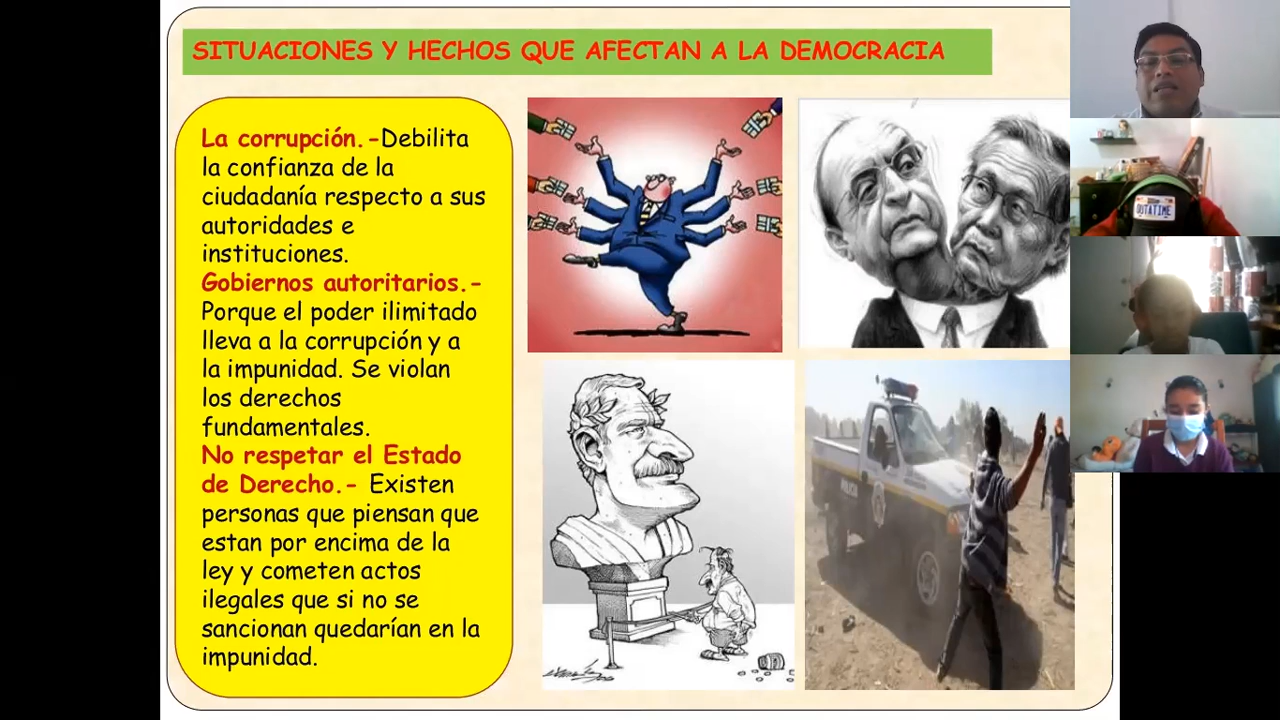 SITUACIONES Y HECHOS QUE AFECTAN A LA DEMOCRACIA
La corrupción.-Debilita
la confianza de la
ciudadanía respecto a sus
autoridades e
instituciones.
Gobiernos autoritarios.-
Porque el poder ilimitado
lleva a la corrupción y a
la impunidad. Se violan
los derechos
fundamentales.
No respetar el Estado
de Derecho.- Existen
personas que piensan que
estan por encima de la
ley y cometen actos
ilegales que si no se
sancionan quedarían en la
impunidad.
POLICIA
OUTATIME